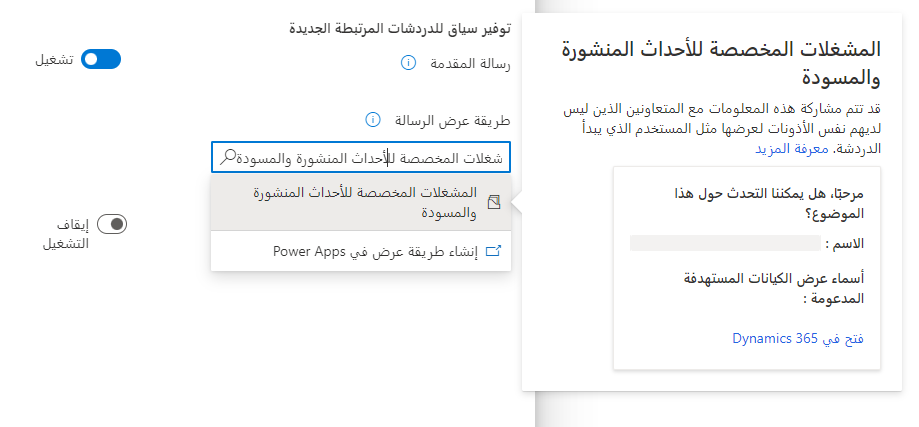 توفير سياق للدردشات المرتبطة الجديدة
رسالة المقدمة
تشغيل
طريقة عرض الرسالة
شغلات المخصصة للأحداث المنشورة والمسودة
المشغلات المخصصة للأحداث المنشورة
والمسودة
إنشاء طريقة عرض في Power Apps
إيقاف
التشغيل
المشغلات المخصصة للأحداث المنشورة
والمسودة
قد تتم مشاركة هذه المعلومات مع المتعاونين الذين ليس
لديهم نفس الأذونات لعرضها مثل المستخدم الذي يبدأ
الدردشة. معرفة المزيد
مرحبًا، هل يمكننا التحدث حول هذا
الموضوع؟
الاسم :
أسماء عرض الكيانات المستهدفة
المدعومة :
فتح في Dynamics 365